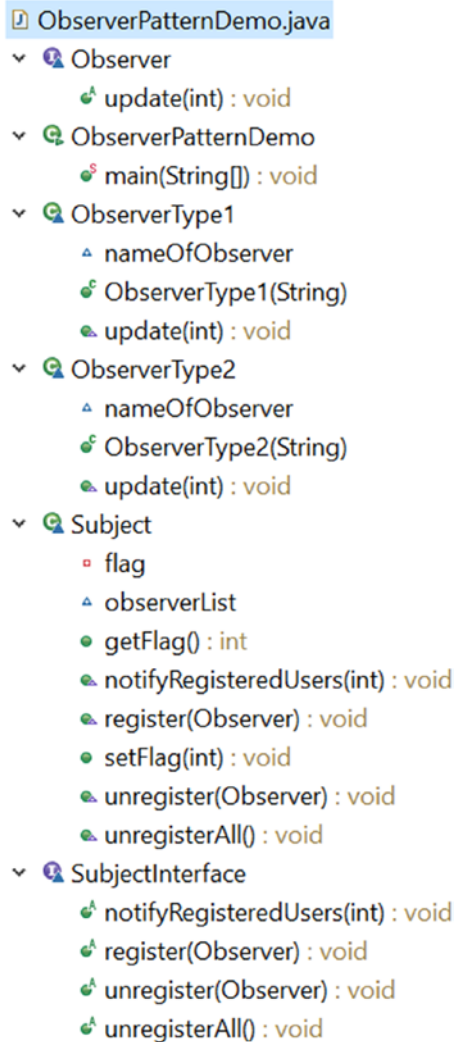 ObserverPatternDemo.java
Observer
update(int) : void
ObserverPatternDemo
main(String[]) : void
ObserverType1
nameOfObserver
ObserverType1(String)
update(int) : void
ObserverType2
nameOfObserver
ObserverType2(String)
update(int) : void
Subject
flag
observerList
getFlag() : int
notifyRegisteredUsers(int) : void
register(Observer) : void
setFlag(int) : void
unregister(Observer) : void
unregisterAll() : void
SubjectInterface
notifyRegisteredUsers(int) : void
register(Observer) : void
unregister(Observer) : void
unregisterAll() : void